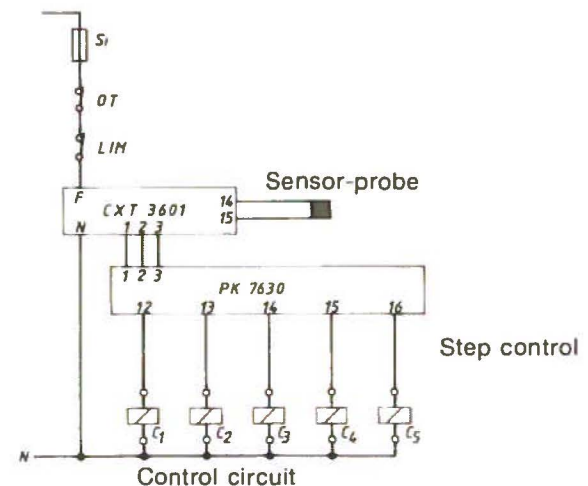 Si
OT
LIM
Sensor-probe
F
CXT 3601
14
15
N
1 2 3
1 2 3
PK 7630
12 13 14 15 16
Step control
C1 C2 C3 C4 C5
N
Control circuit